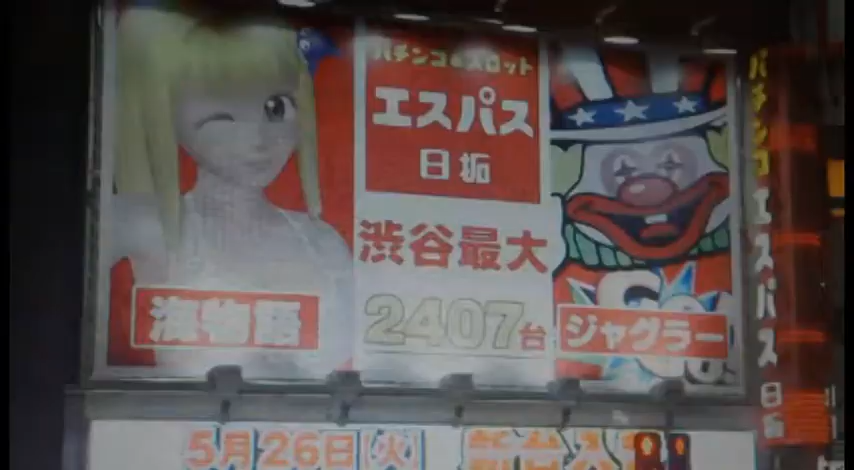 パチンコ&スロット
エスパス
日拓
渋谷最大
2407台
海物語
ジャグラー
パチンコ エスパス 日拓
5月26日(火)